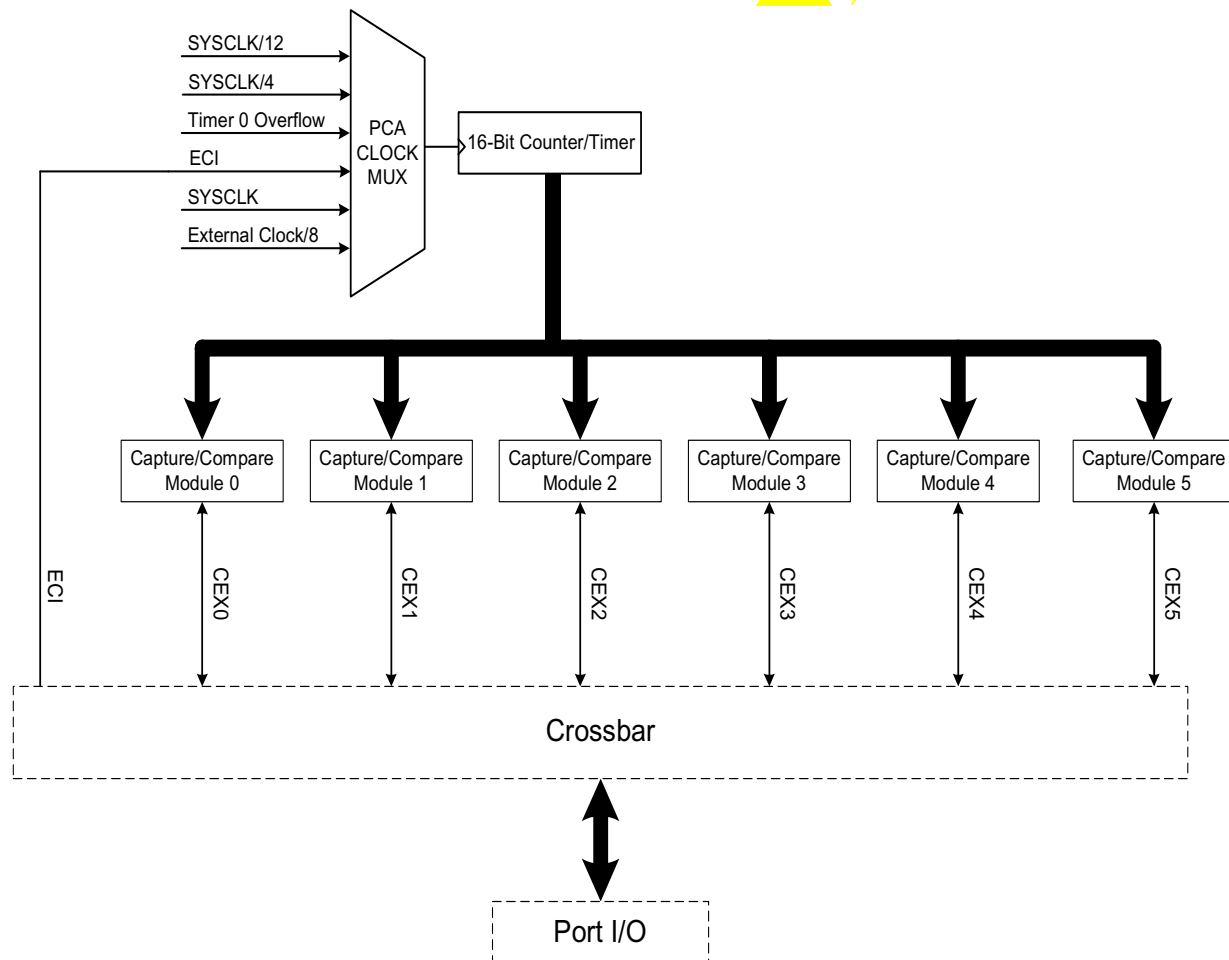 SYSCLK/12
SYSCLK/4
Timer 0 Overflow
ECI
SYSCLK
External Clock/8
PCA
CLOCK
MUX
16-Bit Counter/Timer
Capture/Compare
Module 0
Capture/Compare
Module 1
Capture/Compare
Module 2
Capture/Compare
Module 3
Capture/Compare
Module 4
Capture/Compare
Module 5
ECI
CEX0
CEX1
CEX2
CEX3
CEX4
CEX5
Crossbar
Port I/O